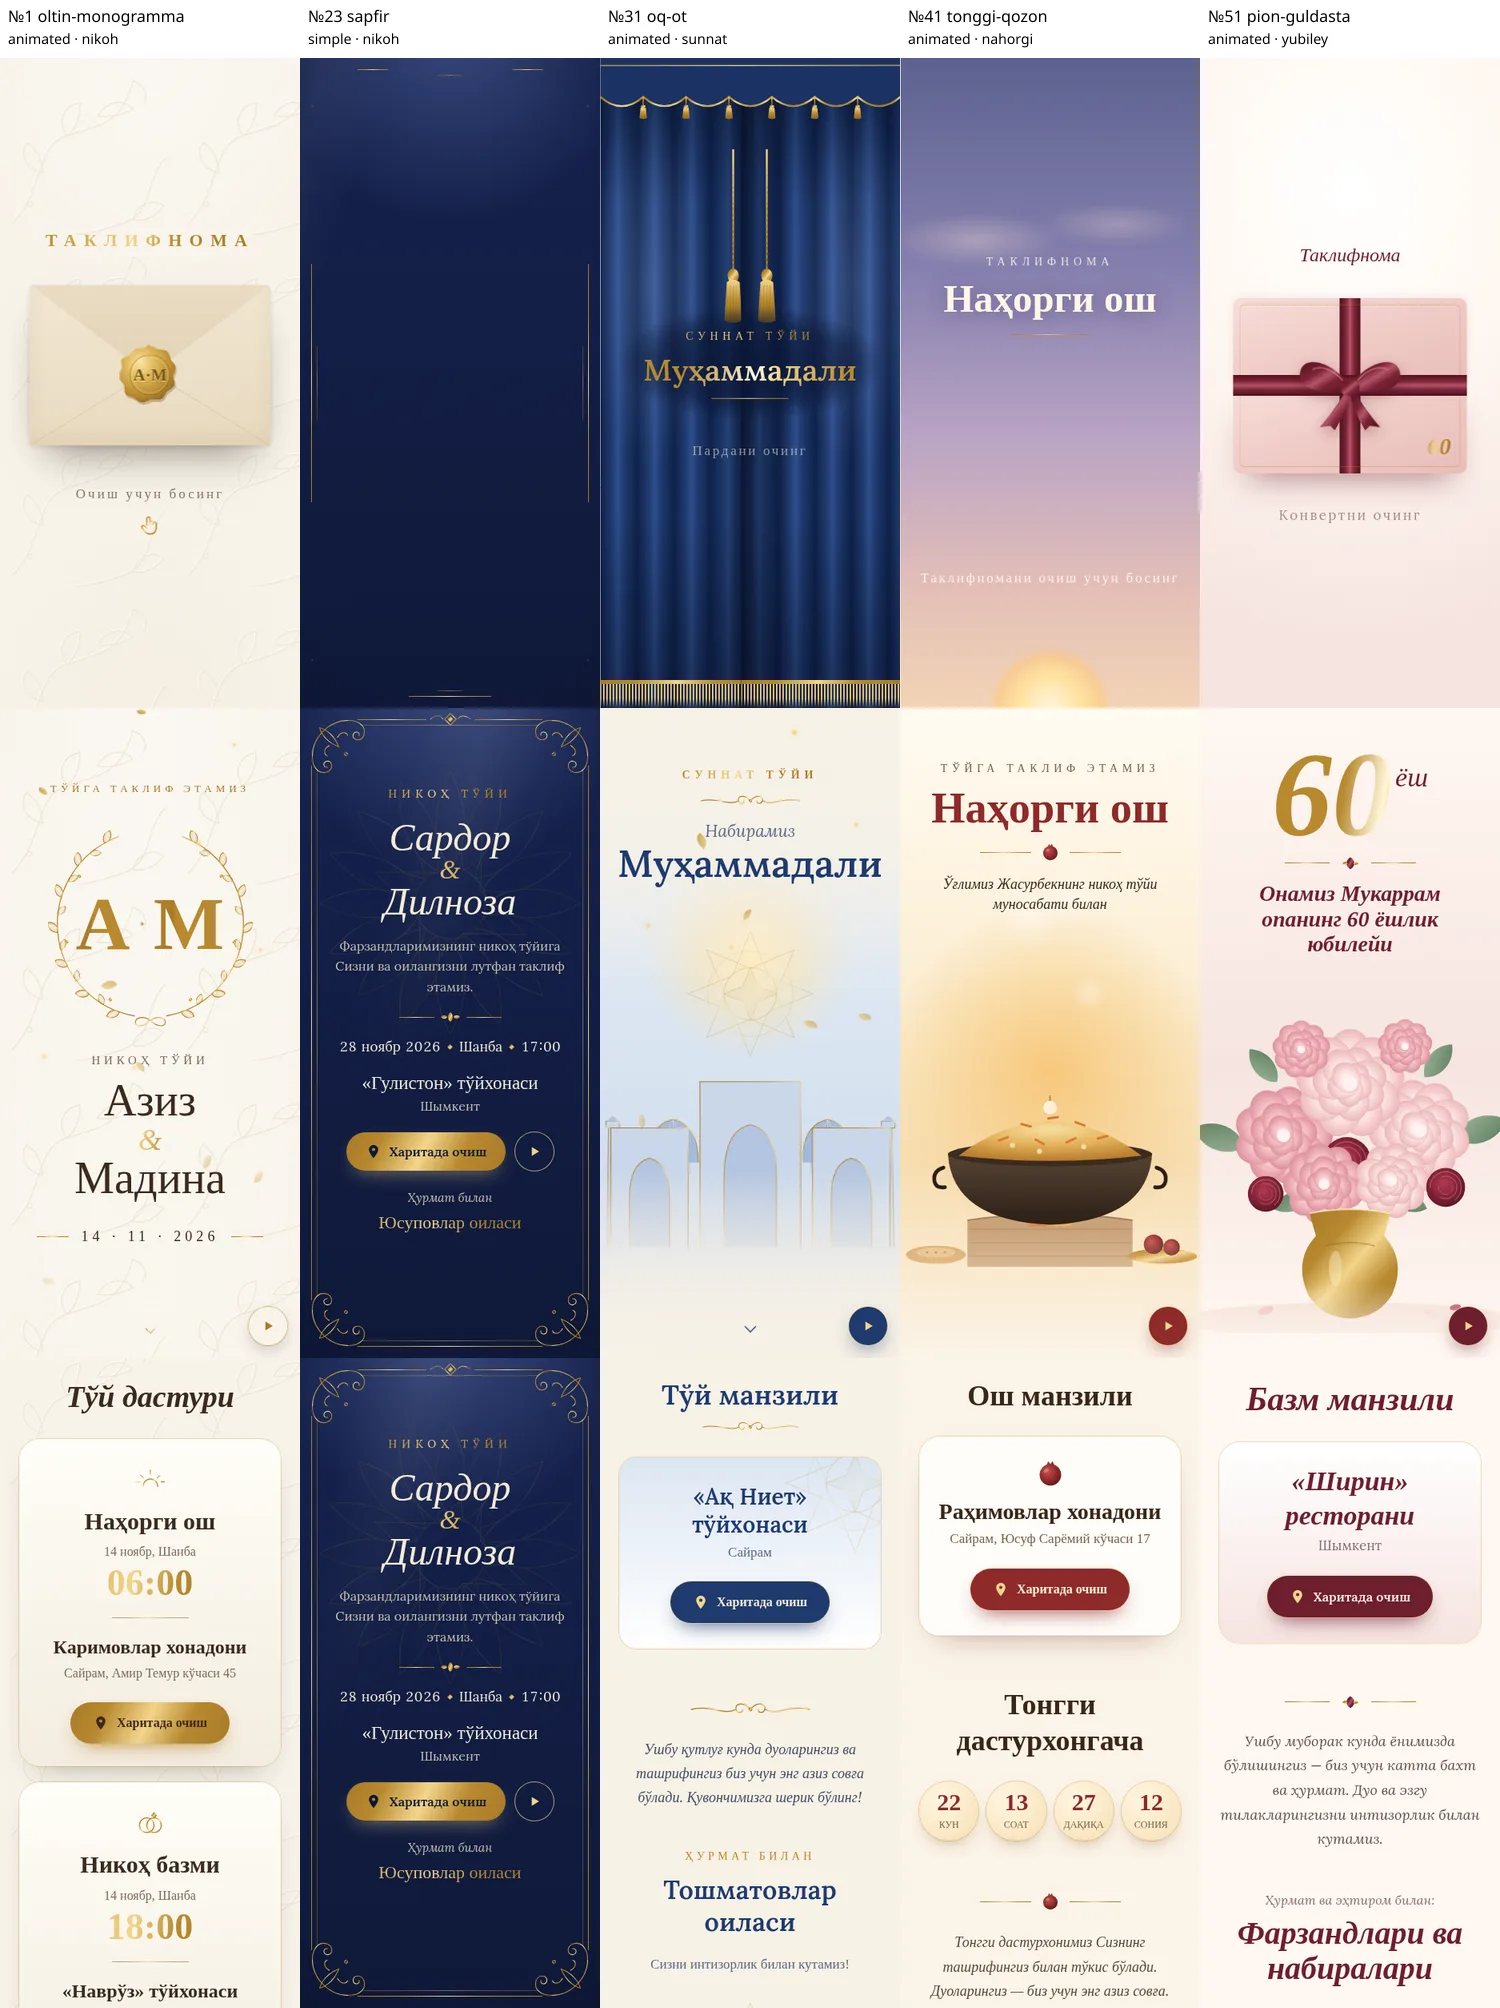 №1 oltin-monogramma
animated · nikoh
ТАКЛИФНОМА
А·М
Очиш учун босинг
ТЎЙГА ТАКЛИФ ЭТАМИЗ
А · М
НИКОҲ ТЎЙИ
Азиз
&
Мадина
14 · 11 · 2026
Тўй дастури
Наҳорги ош
14 ноябр, Шанба
06:00
Каримовлар хонадони
Сайрам, Амир Темур кўчаси 45
Харитада очиш
Никоҳ базми
14 ноябр, Шанба
18:00
«Наврўз» тўйхонаси
№23 sapfir
simple · nikoh
НИКОҲ ТЎЙИ
Сардор
&
Дилноза
Фарзандларимизнинг никоҳ тўйига
Сизни ва оилангизни лутфан таклиф
этамиз.
28 ноябр 2026 • Шанба • 17:00
«Гулистон» тўйхонаси
Шымкент
Харитада очиш
Ҳурмат билан
Юсуповлар оиласи
НИКОҲ ТЎЙИ
Сардор
&
Дилноза
Фарзандларимизнинг никоҳ тўйига
Сизни ва оилангизни лутфан таклиф
этамиз.
28 ноябр 2026 • Шанба • 17:00
«Гулистон» тўйхонаси
Шымкент
Харитада очиш
Ҳурмат билан
Юсуповлар оиласи
№31 oq-ot
animated · sunnat
СУННАТ ТЎЙИ
Муҳаммадали
Пардани очинг
СУННАТ ТЎЙИ
Набирамиз
Муҳаммадали
Тўй манзили
«Ақ Ниет»
тўйхонаси
Сайрам
Харитада очиш
Ушбу қутлуғ кунда дуоларингиз ва
ташрифингиз биз учун энг азиз совға
бўлади. Қувончимизга шерик бўлинг!
ҲУРМАТ БИЛАН
Тошматовлар
оиласи
Сизни интизорлик билан кутамиз!
№41 tonggi-qozon
animated · nahorgi
ТАКЛИФНОМА
Наҳорги ош
Таклифномани очиш учун босинг
ТЎЙГА ТАКЛИФ ЭТАМИЗ
Наҳорги ош
Ўғлимиз Жасурбекнинг никоҳ тўйи
муносабати билан
Ош манзили
Раҳимовлар хонадони
Сайрам, Юсуф Сарёмий кўчаси 17
Харитада очиш
Тонгги
дастурхонгача
22 13 27 12
КУН СОАТ ДАҚИҚА СОНИЯ
Тонгги дастурхонимиз Сизнинг
ташрифингиз билан тўкис бўлади.
Дуоларингиз — биз учун энг азиз совға.
№51 pion-guldasta
animated · yubiley
Таклифнома
60
Конвертни очинг
60 ёш
Онамиз Мукаррам
опанинг 60 ёшлик
юбилейи
Базм манзили
«Ширин»
ресторани
Шымкент
Харитада очиш
Ушбу муборак кунда ёнимизда
бўлишингиз — биз учун катта бахт
ва ҳурмат. Дуо ва эзгу
тилакларингизни интизорлик билан
кутамиз.
Ҳурмат ва эҳтиром билан:
Фарзандлари ва
набиралари